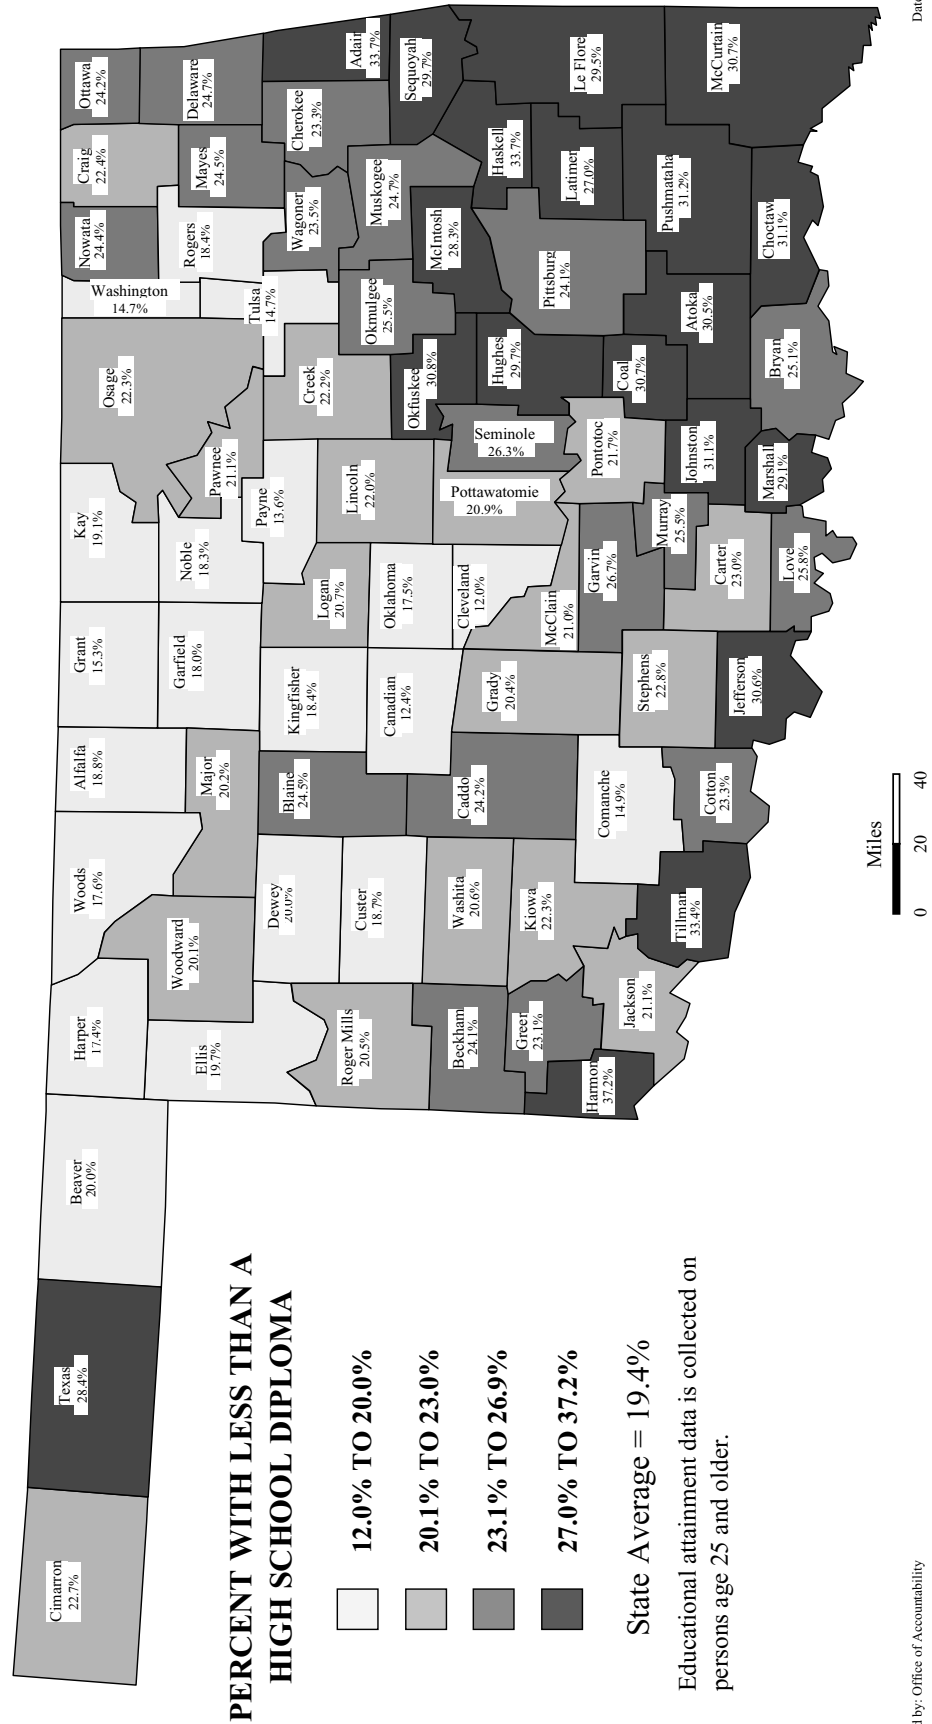 PERCENT WITH LESS THAN A
HIGH SCHOOL DIPLOMA
12.0% TO 20.0%
20.1% TO 23.0%
23.1% TO 26.9%
27.0% TO 37.2%
State Average = 19.4%
Educational attainment data is collected on
persons age 25 and older.
Cimarron
22.7%
Texas
28.4%
Beaver
20.0%
Harper
17.4%
Woods
17.6%
Alfalfa
18.8%
Grant
15.3%
Kay
19.1%
Osage
22.3%
Washington
14.7%
Nowata
24.4%
Craig
22.4%
Ottawa
24.2%
Ellis
19.7%
Woodward
20.1%
Major
20.2%
Garfield
18.0%
Noble
18.3%
Pawnee
21.1%
Tulsa
14.7%
Rogers
18.4%
Mayes
24.5%
Delaware
24.7%
Dewey
20.0%
Blaine
24.5%
Kingfisher
18.4%
Logan
20.7%
Payne
13.6%
Creek
22.2%
Wagoner
23.5%
Cherokee
23.3%
Adair
33.7%
Roger Mills
20.5%
Custer
18.7%
Canadian
12.4%
Oklahoma
17.5%
Lincoln
22.0%
Okfuskee
30.8%
Okmulgee
25.5%
Muskogee
24.7%
Sequoyah
29.7%
Beckham
24.1%
Washita
20.6%
Caddo
24.2%
Grady
20.4%
Cleveland
12.0%
Pottawatomie
20.9%
Seminole
26.3%
Hughes
29.7%
McIntosh
28.3%
Haskell
33.7%
Green
23.1%
Kiowa
22.3%
McClain
21.0%
Garvin
26.7%
Pontotoc
21.7%
Pittsburg
24.1%
Latimer
27.0%
Le Flore
29.5%
Harmon
37.2%
Jackson
21.1%
Comanche
14.9%
Stephens
22.8%
Murray
25.5%
Coal
30.7%
Pushmataha
31.2%
Tillman
33.4%
Cotton
23.3%
Jefferson
30.6%
Carter
23.0%
Johnston
31.1%
Atoka
30.5%
McCurtain
30.7%
Love
25.8%
Marshall
29.1%
Bryan
25.1%
Choctaw
31.1%
Miles
0 20 40
d by: Office of Accountability
Date